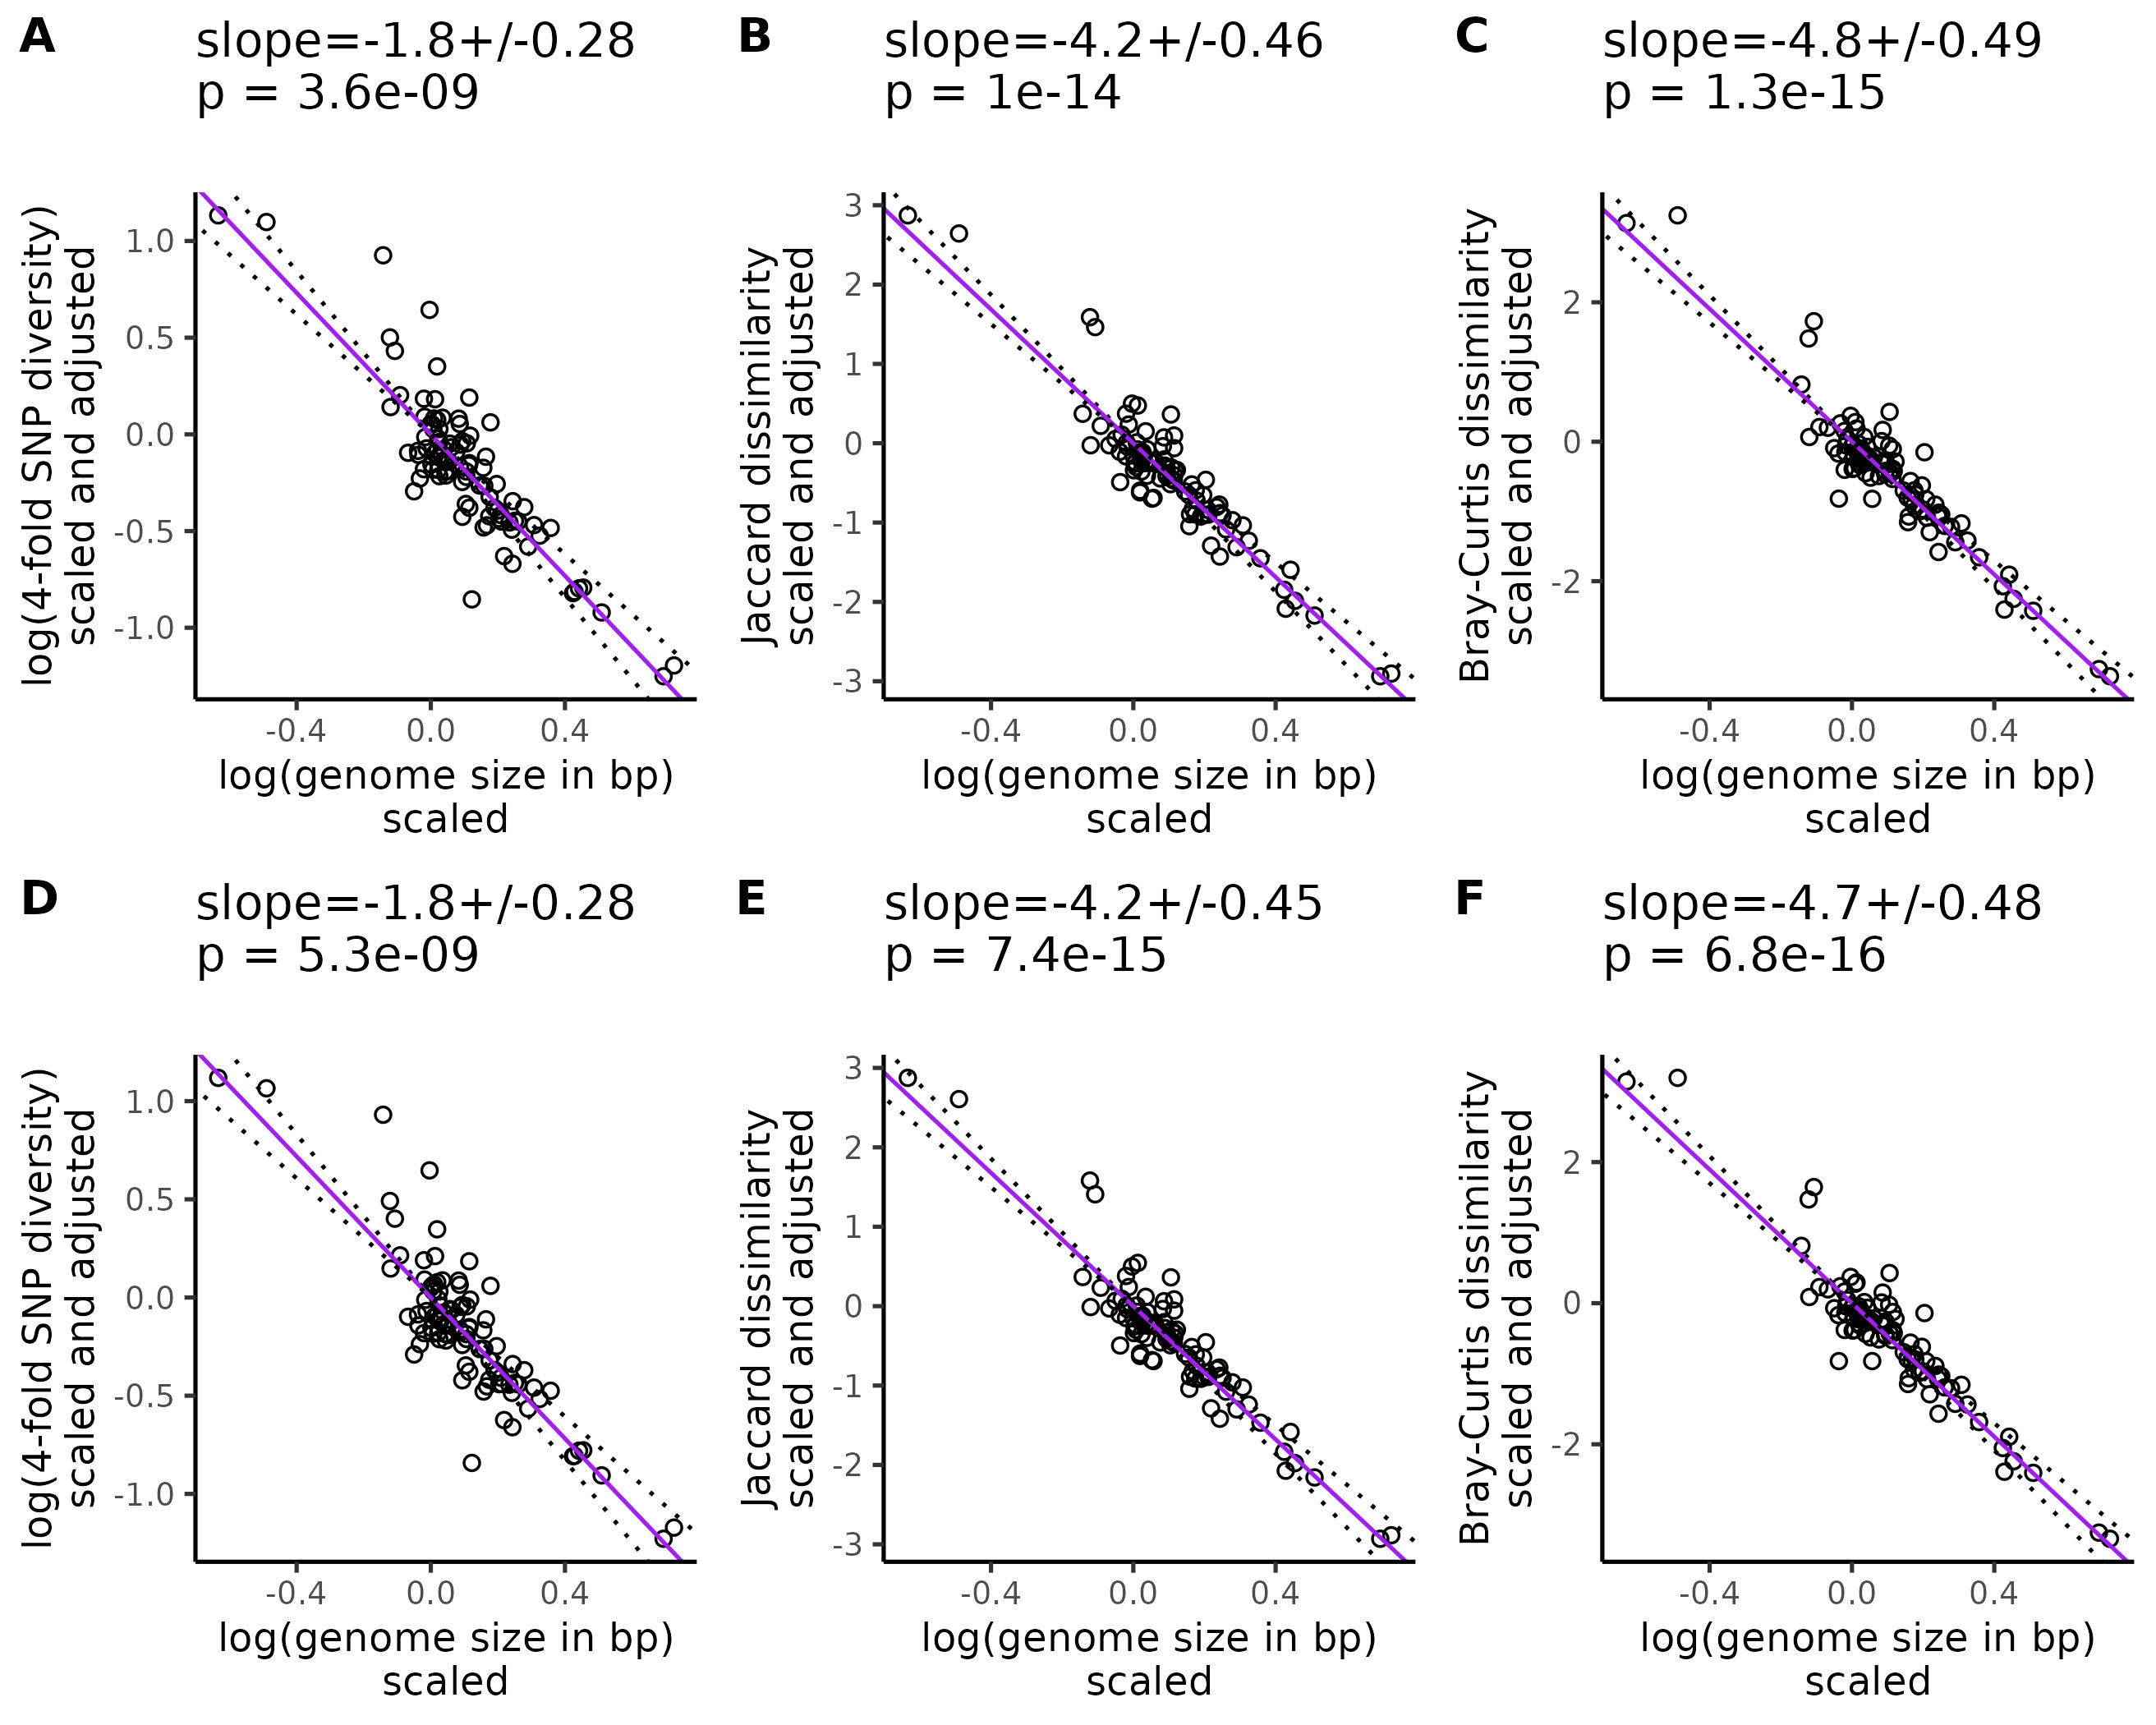 A
slope=-1.8+/-0.28
p = 3.6e-09
log(4-fold SNP diversity)
scaled and adjusted
1.0
0.5
0.0
-0.5
-1.0
-0.4 0.0 0.4
log(genome size in bp)
scaled
B
slope=-4.2+/-0.46
p = 1e-14
Jaccard dissimilarity
scaled and adjusted
3
2
1
0
-1
-2
-3
-0.4 0.0 0.4
log(genome size in bp)
scaled
C
slope=-4.8+/-0.49
p = 1.3e-15
Bray-Curtis dissimilarity
scaled and adjusted
2
0
-2
-0.4 0.0 0.4
log(genome size in bp)
scaled
D
slope=-1.8+/-0.28
p = 5.3e-09
log(4-fold SNP diversity)
scaled and adjusted
1.0
0.5
0.0
-0.5
-1.0
-0.4 0.0 0.4
log(genome size in bp)
scaled
E
slope=-4.2+/-0.45
p = 7.4e-15
Jaccard dissimilarity
scaled and adjusted
3
2
1
0
-1
-2
-3
-0.4 0.0 0.4
log(genome size in bp)
scaled
F
slope=-4.7+/-0.48
p = 6.8e-16
Bray-Curtis dissimilarity
scaled and adjusted
2
0
-2
-0.4 0.0 0.4
log(genome size in bp)
scaled